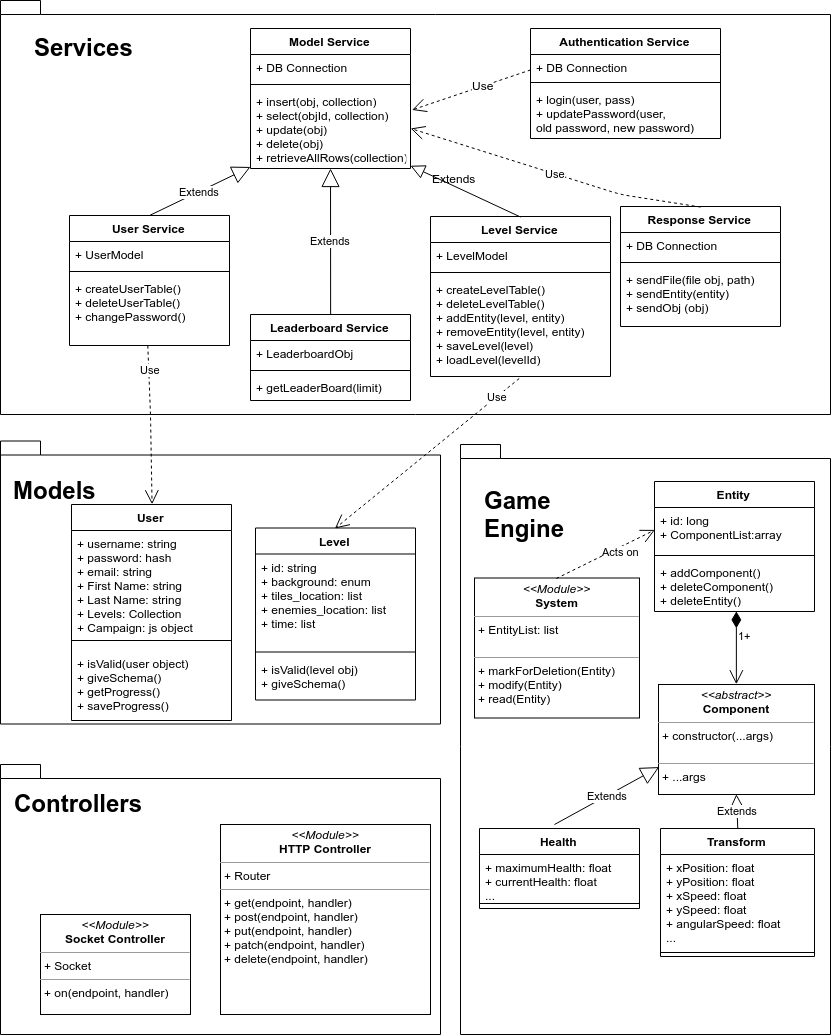 Services
Model Service
+ DB Connection
+ insert(obj, collection)
+ select(objId, collection)
+ update(obj)
+ delete(obj)
+ retrieveAllRows(collection)
Authentication Service
+ DB Connection
+ login(user, pass)
+ updatePassword(user,
old password, new password)
Use
Use
Extends
Extends
Extends
User Service
+ UserModel
+ createUserTable()
+ deleteUserTable()
+ changePassword()
Leaderboard Service
+ LeaderboardObj
+ getLeaderBoard(limit)
Level Service
+ LevelModel
+ createLevelTable()
+ deleteLevelTable()
+ addEntity(level, entity)
+ removeEntity(level, entity)
+ saveLevel(level)
+ loadLevel(levelId)
Response Service
+ DB Connection
+ sendFile(file obj, path)
+ sendEntity(entity)
+ sendObj (obj)
Use
Use
Models
User
+ username: string
+ password: hash
+ email: string
+ First Name: string
+ Last Name: string
+ Levels: Collection
+ Campaign: js object
+ isValid(user object)
+ giveSchema()
+ getProgress()
+ saveProgress()
Level
+ id: string
+ background: enum
+ tiles_location: list
+ enemies_location: list
+ time: list
+ isValid(level obj)
+ giveSchema()
Game
Engine
Entity
+ id: long
+ ComponentList:array
+ addComponent()
+ deleteComponent()
+ deleteEntity()
Acts on
<<Module>>
System
+ EntityList: list
+ markForDeletion(Entity)
+ modify(Entity)
+ read(Entity)
1+
<<abstract>>
Component
+ constructor(...args)
+ ...args
Extends
Extends
Health
+ maximumHealth: float
+ currentHealth: float
...
Transform
+ xPosition: float
+ yPosition: float
+ xSpeed: float
+ ySpeed: float
+ angularSpeed: float
...
Controllers
<<Module>>
HTTP Controller
+ Router
+ get(endpoint, handler)
+ post(endpoint, handler)
+ put(endpoint, handler)
+ patch(endpoint, handler)
+ delete(endpoint, handler)
<<Module>>
Socket Controller
+ Socket
+ on(endpoint, handler)